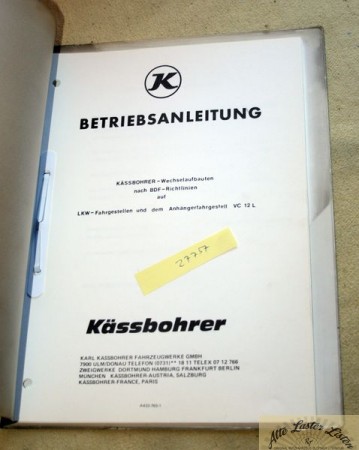 K
BETRIEBSANLEITUNG
KÄSSBOHRER-Wechselaufbauten
nach BDF-Richtlinien
auf
LKW-Fahrgestellen und dem Anhängerfahrgestell VC 12 L
27757
Kässbohrer
KARL KÄSSBOHRER FAHRZEUGWERKE GMBH
7900 ULM/DONAU TELEFON (0731) ** 18 11 TELEX 07 12 766
ZWEIGWERKE DORTMUND HAMBURG FRANKFURT BERLIN
MÜNCHEN KÄSSBOHRER-AUSTRIA, SALZBURG
KÄSSBOHRER-FRANCE, PARIS
Alte Laster Listen